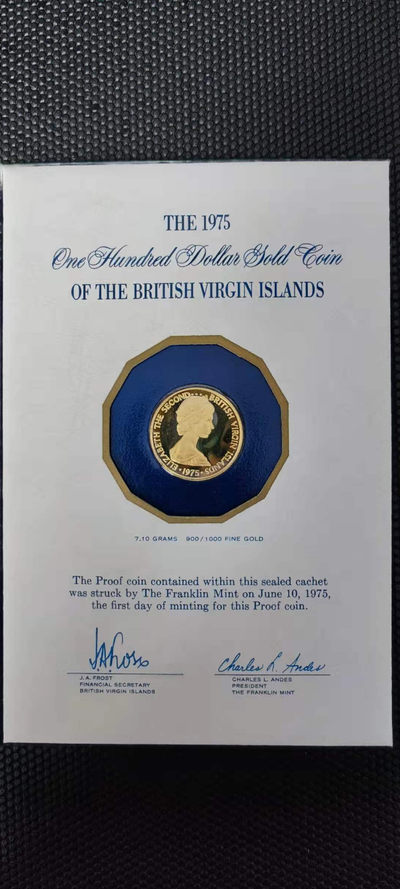 THE 1975
One Hundred Dollar Gold Coin
OF THE BRITISH VIRGIN ISLANDS
ELIZABETH THE SECOND
BRITISH VIRGIN ISLANDS
• 1975 •
7.10 GRAMS 900/1000 FINE GOLD
The Proof coin contained within this sealed cachet
was struck by The Franklin Mint on June 10, 1975,
the first day of minting for this Proof coin.
J.A. Frost
J. A. FROST
FINANCIAL SECRETARY
BRITISH VIRGIN ISLANDS
Charles L. Andes
CHARLES L. ANDES
PRESIDENT
THE FRANKLIN MINT